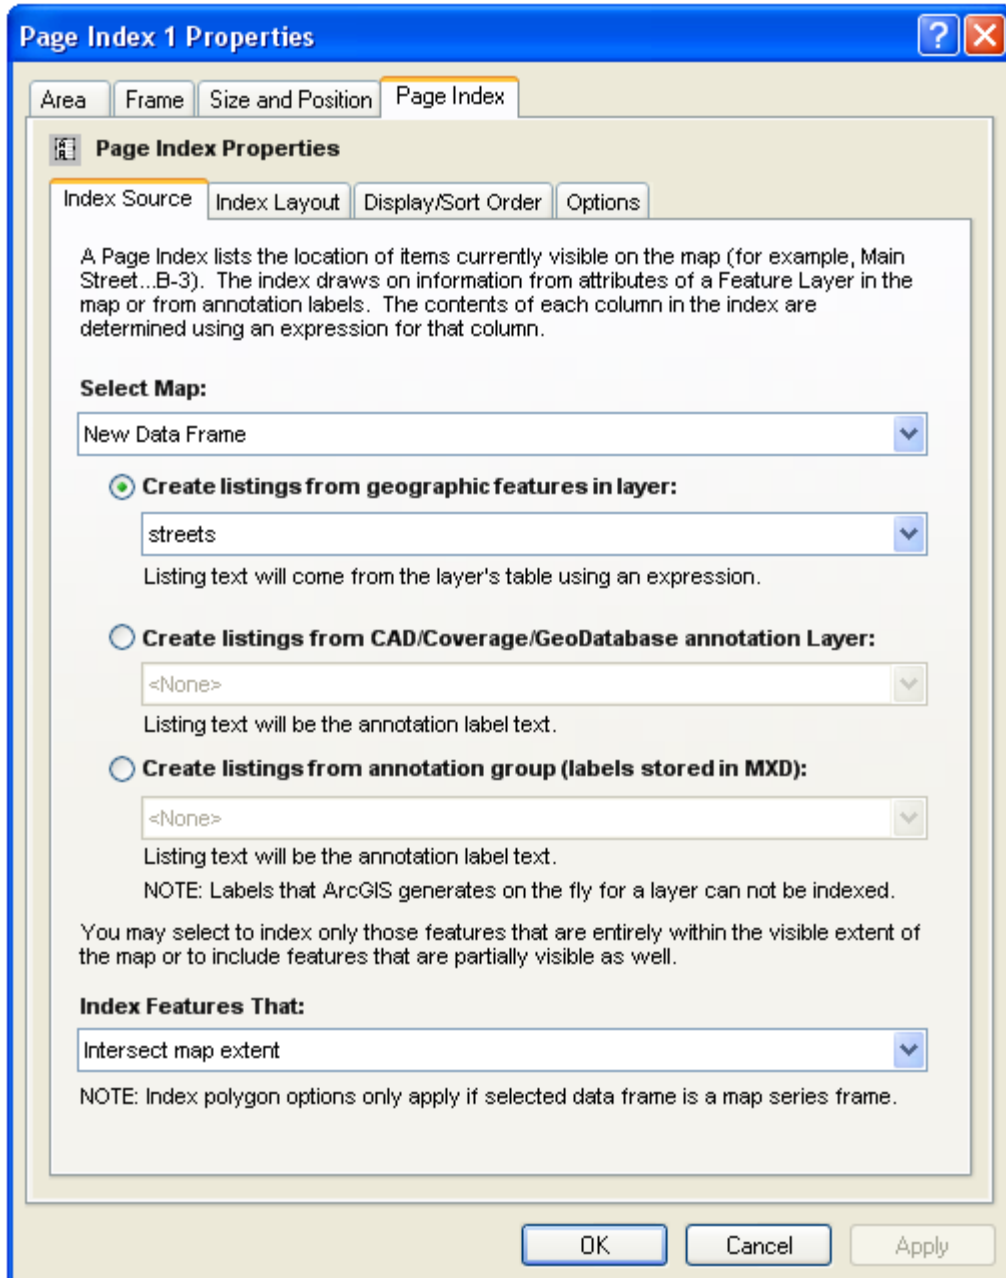 Page Index 1 Properties
Area Frame Size and Position Page Index
Page Index Properties
Index Source Index Layout Display/Sort Order Options
A Page Index lists the location of items currently visible on the map (for example, Main
Street...B-3). The index draws on information from attributes of a Feature Layer in the
map or from annotation labels. The contents of each column in the index are
determined using an expression for that column.
Select Map:
New Data Frame
Create listings from geographic features in layer:
streets
Listing text will come from the layer's table using an expression.
Create listings from CAD/Coverage/GeoDatabase annotation Layer:
<None>
Listing text will be the annotation label text.
Create listings from annotation group (labels stored in MXD):
<None>
Listing text will be the annotation label text.
NOTE: Labels that ArcGIS generates on the fly for a layer can not be indexed.
You may select to index only those features that are entirely within the visible extent of
the map or to include features that are partially visible as well.
Index Features That:
Intersect map extent
NOTE: Index polygon options only apply if selected data frame is a map series frame.
OK Cancel Apply